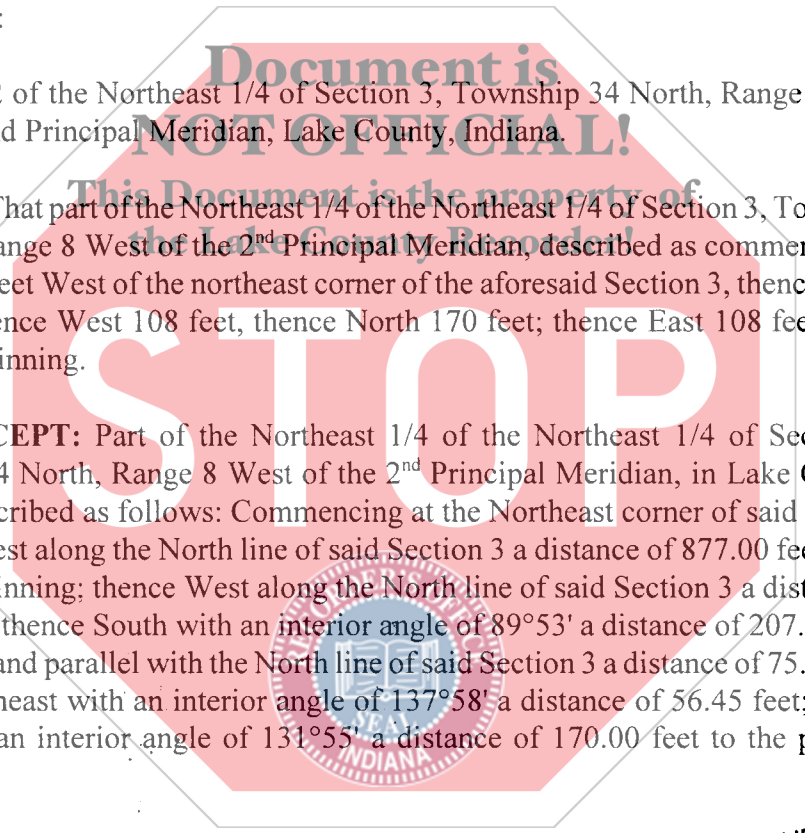 :
Document is
of the Northeast 1/4 of Section 3, Township 34 North, Range
d Principal Meridian, Lake County, Indiana.
NOT OFFICIAL!
This Document is the property of
That part of the Northeast 1/4 of the Northeast 1/4 of Section 3, To
the Lake County Recorder!
ange 8 West of the 2nd Principal Meridian, described as commen
eet West of the northeast corner of the aforesaid Section 3, thence
ence West 108 feet, thence North 170 feet; thence East 108 fee
inning.
STOP
CEPT: Part of the Northeast 1/4 of the Northeast 1/4 of Sec
4 North, Range 8 West of the 2nd Principal Meridian, in Lake C
cribed as follows: Commencing at the Northeast corner of said
est along the North line of said Section 3 a distance of 877.00 fee
inning; thence West along the North line of said Section 3 a dist
thence South with an interior angle of 89°53' a distance of 207.
and parallel with the North line of said Section 3 a distance of 75.
heast with an interior angle of 137°58' a distance of 56.45 feet;
an interior angle of 131°55' a distance of 170.00 feet to the p
SEAL
INDIANA